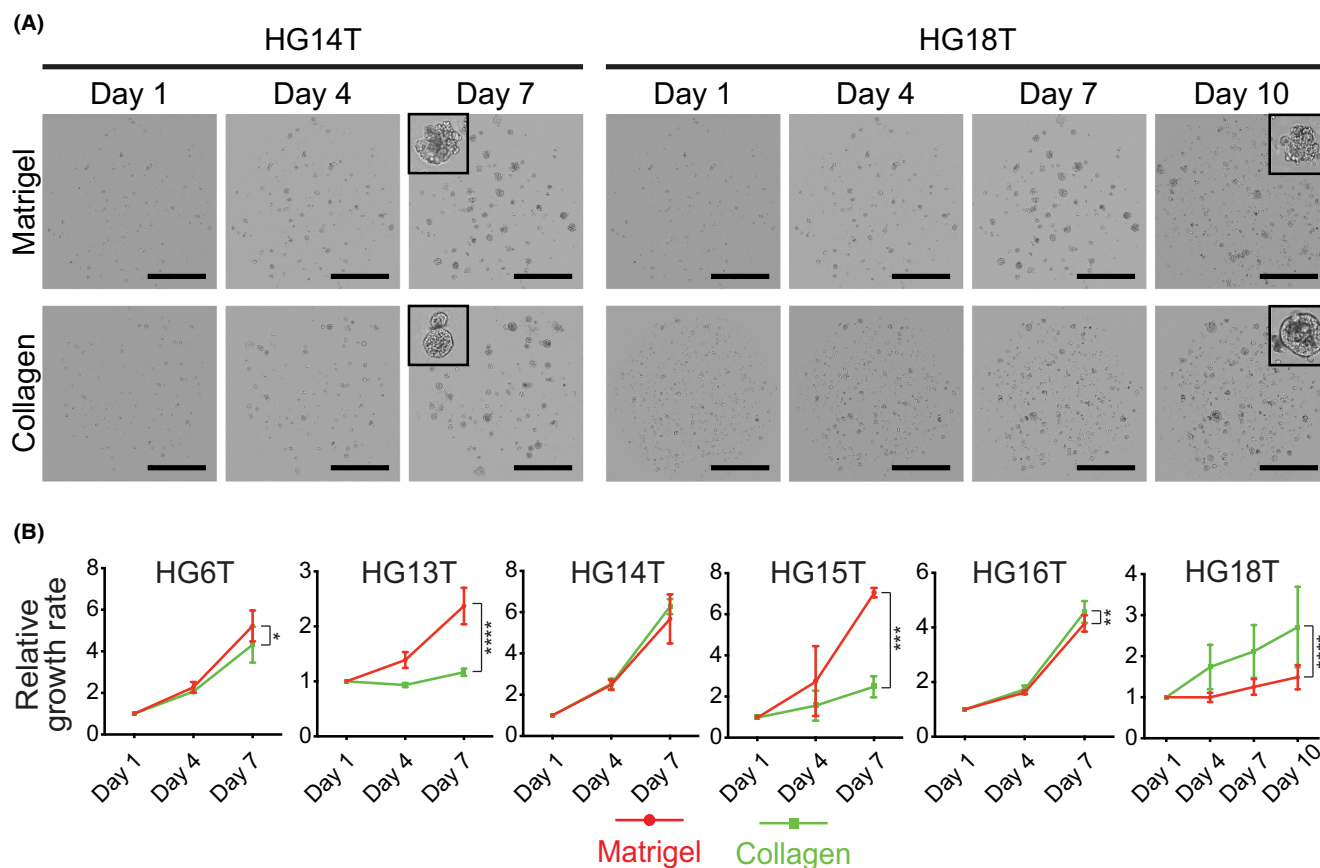 (A)
HG14T HG18T
Day 1 Day 4 Day 7 Day 1 Day 4 Day 7 Day 10
Matrigel
Collagen
(B)
Relative
growth rate
HG6T
8
6
4
2
0
*
Day 1 Day 4 Day 7
HG13T
3
2
1
0
****
Day 1 Day 4 Day 7
HG14T
8
6
4
2
0
Day 1 Day 4 Day 7
HG15T
8
6
4
2
0
***
Day 1 Day 4 Day 7
HG16T
6
4
2
0
**
Day 1 Day 4 Day 7
HG18T
4
3
2
1
0
****
Day 1 Day 4 Day 7 Day 10
Matrigel Collagen